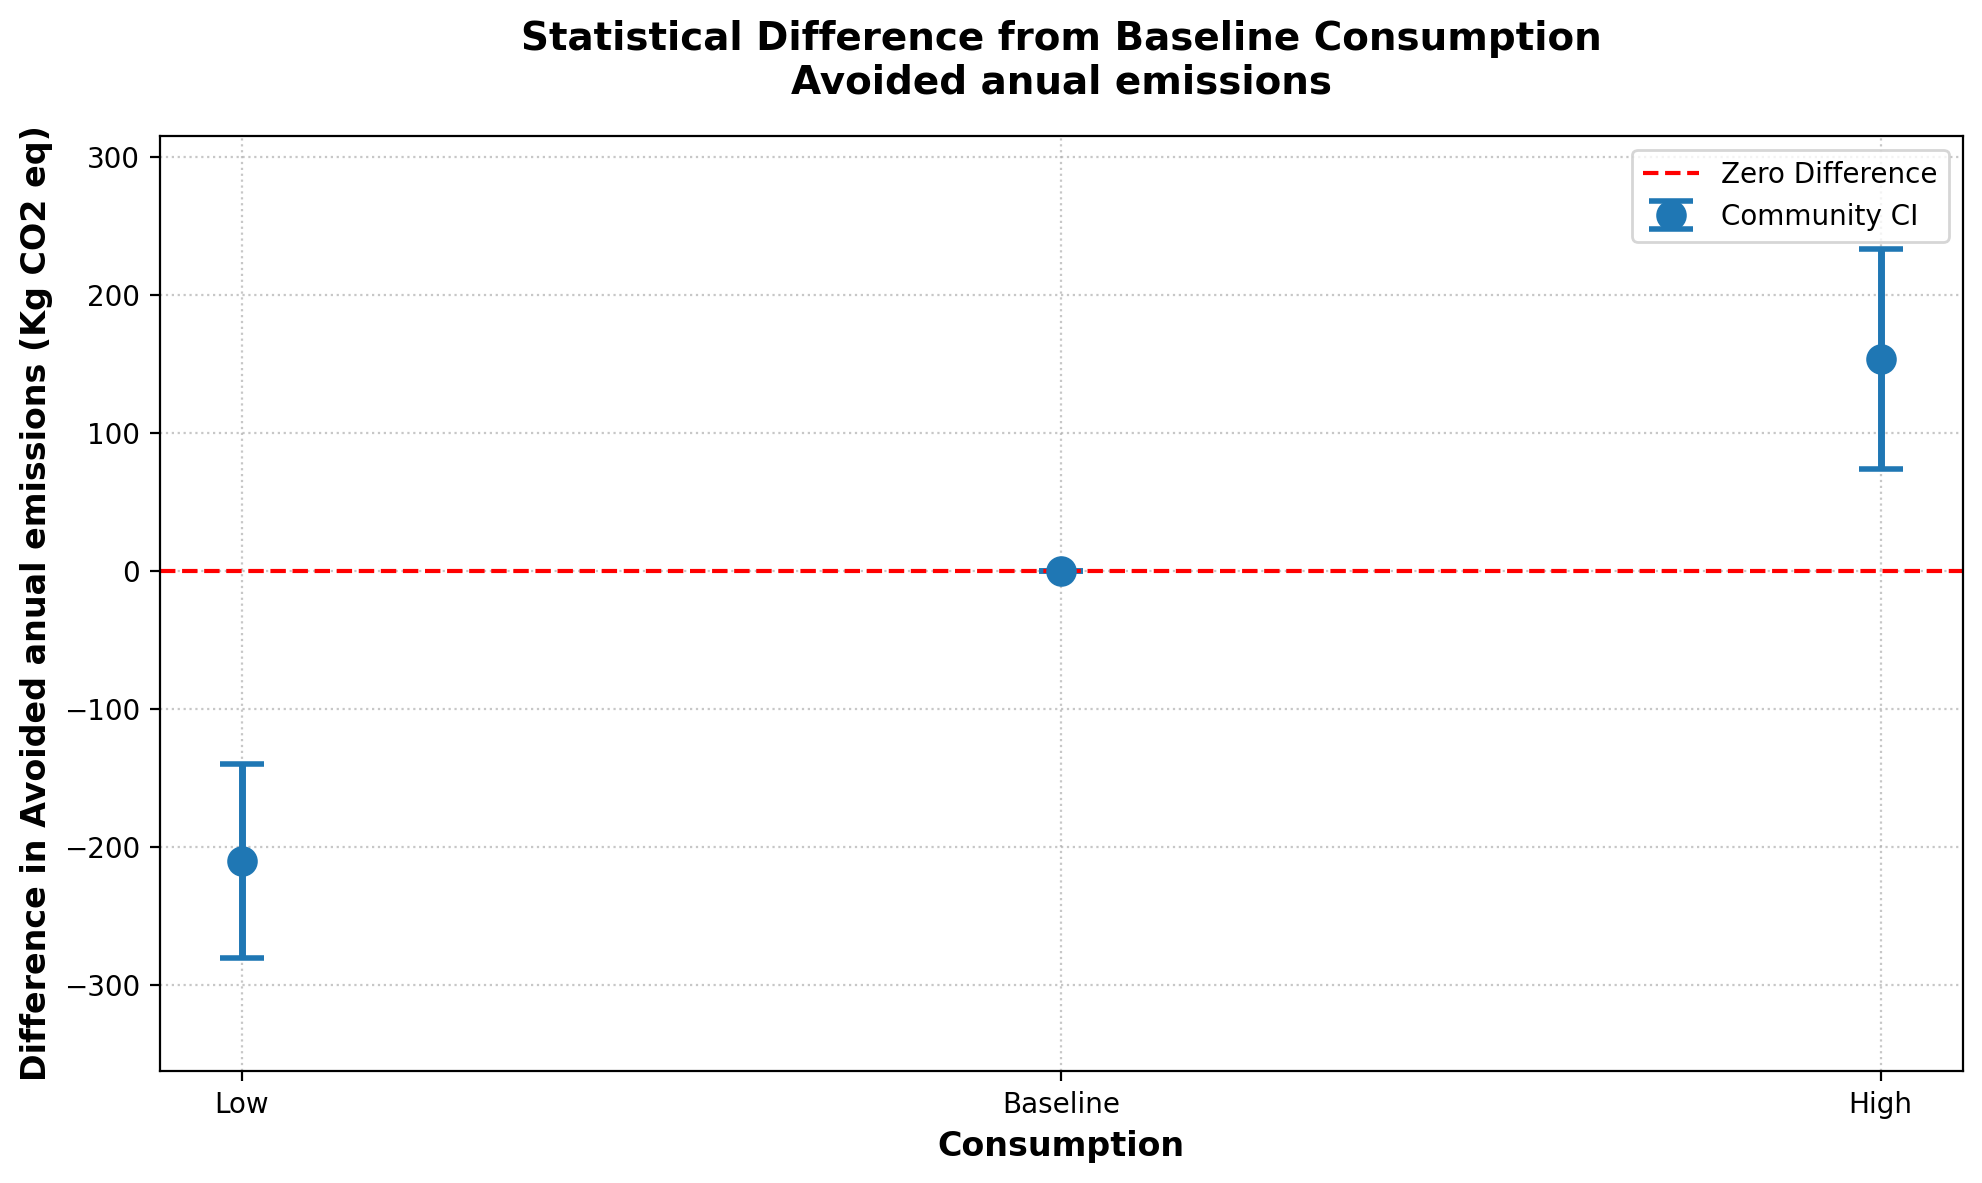 Statistical Difference from Baseline Consumption
Avoided anual emissions
Difference in Avoided anual emissions (Kg CO2 eq)
300
200
100
0
−100
−200
−300
Zero Difference
Community CI
Low
Baseline
High
Consumption